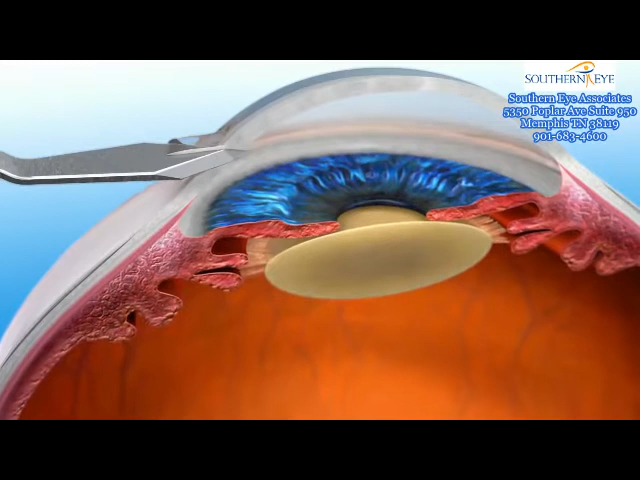 SOUTHERN EYE
Southern Eye Associates
5350 Poplar Ave Suite 950
Memphis TN 38119
901-683-4600